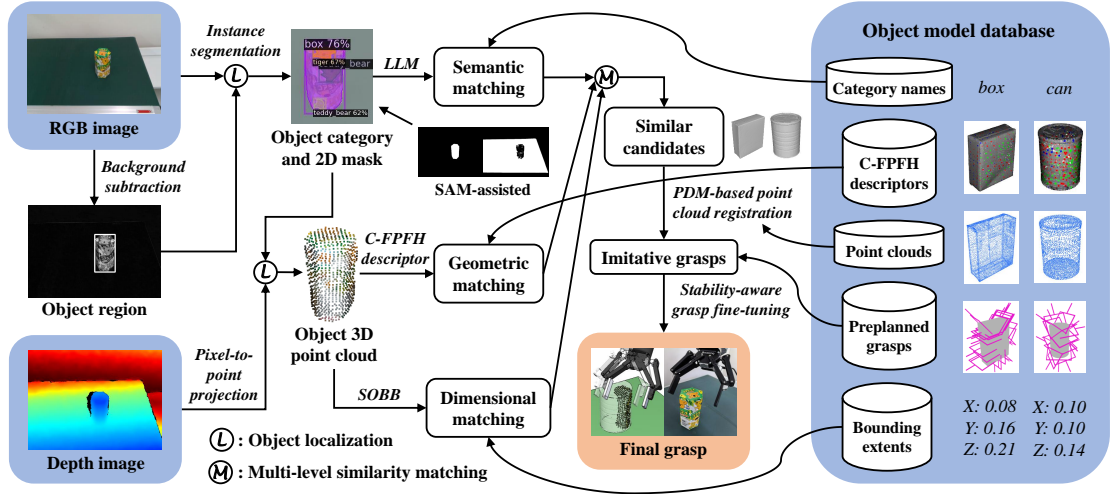 RGB image
Background
subtraction
Object region
Depth image
Instance
segmentation
L
box 76%
tiger 67%
bear
teddy bear 62%
Object category
and 2D mask
LLM
Semantic
matching
M
SAM-assisted
Similar
candidates
PDM-based point
cloud registration
L
Pixel-to-
point
projection
Object 3D
point cloud
C-FPFH
descriptor
Geometric
matching
Imitative grasps
Stability-aware
grasp fine-tuning
SOBB
Dimensional
matching
Final grasp
L : Object localization
M : Multi-level similarity matching
Object model database
Category names
box
can
C-FPFH
descriptors
Point clouds
Preplanned
grasps
Bounding
extents
X: 0.08
Y: 0.16
Z: 0.21
X: 0.10
Y: 0.10
Z: 0.14